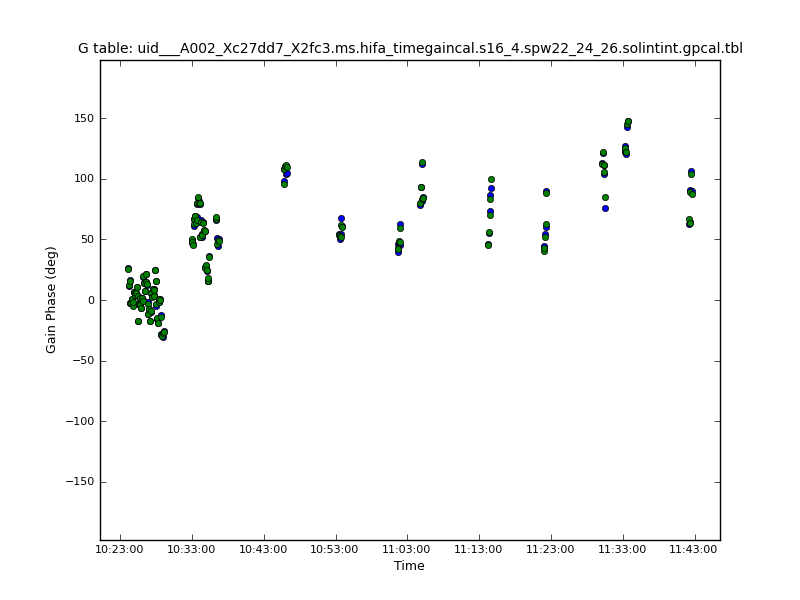 G table: uid___A002_Xc27dd7_X2fc3.ms.hifa_timegaincal.s16_4.spw22_24_26.solintint.gpcal.tbl
150
100
50
0
−50
−100
−150
Gain Phase (deg)
10:23:00 10:33:00 10:43:00 10:53:00 11:03:00 11:13:00 11:23:00 11:33:00 11:43:00
Time